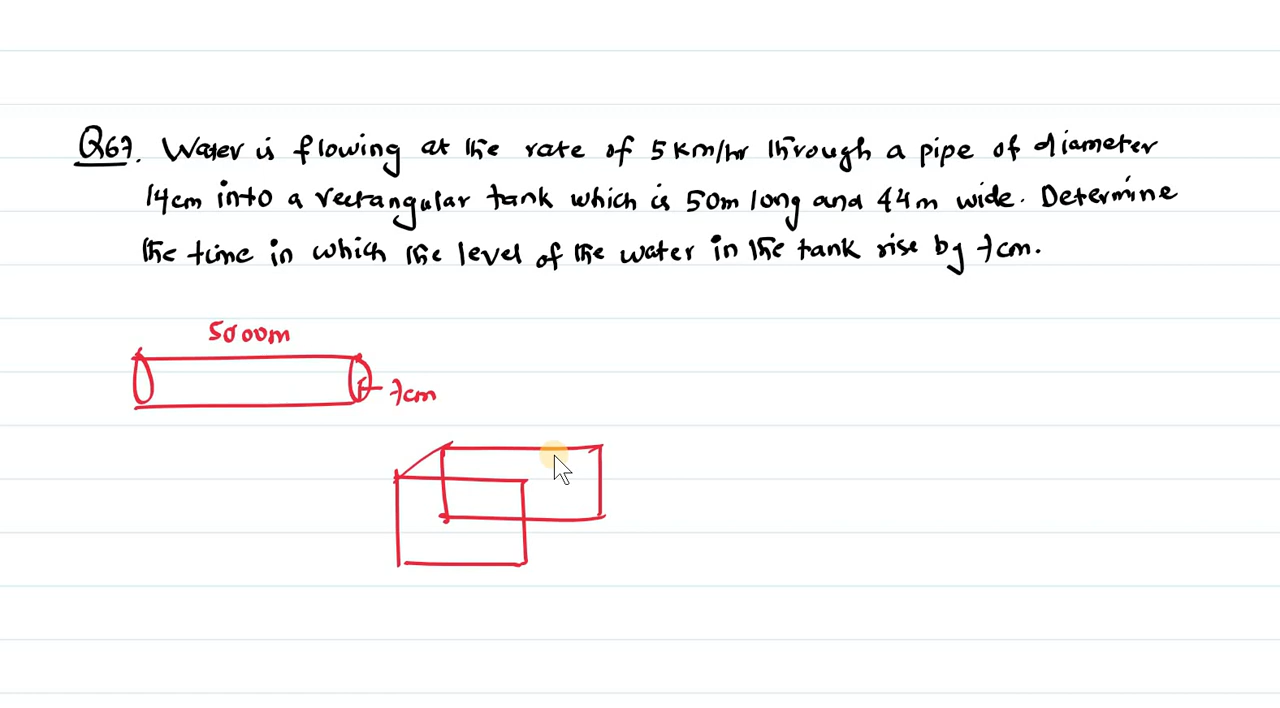 Q67. Water is flowing at the rate of 5 km/hr through a pipe of diameter
14cm into a rectangular tank which is 50m long and 44m wide. Determine
the time in which the level of the water in the tank rise by 7cm.
5000m
7cm